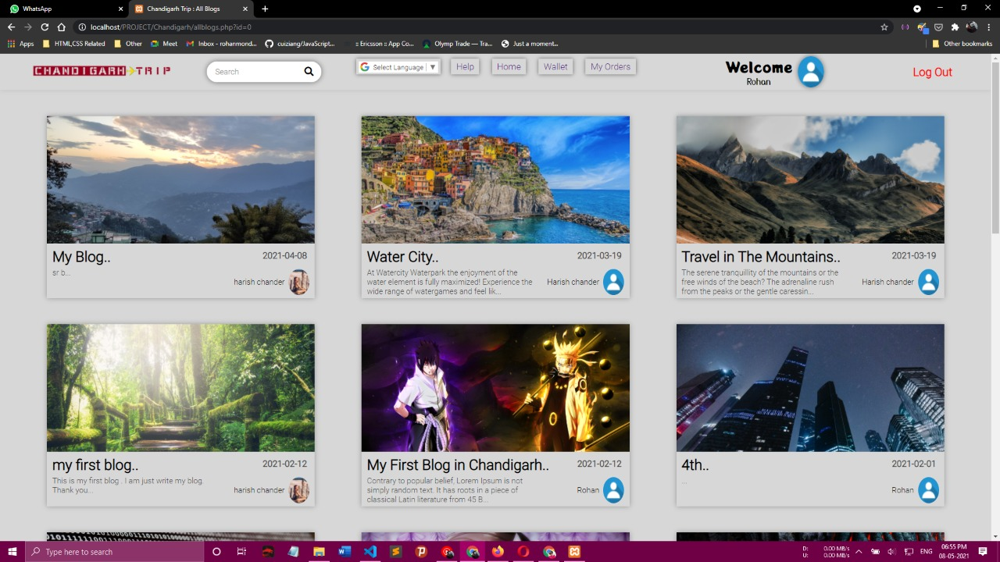 WhatsApp
Chandigarh Trip : All Blogs
localhost/PROJECT/Chandigarh/allblogs.php?id=0
Apps
HTML,CSS Related
Other
Meet
Inbox - rohanmond...
cuiziang/JavaScript...
:: Ericsson :: App Co...
Olymp Trade — Tra...
Just a moment...
Other bookmarks
CHANDIGARH TRIP
Search
Select Language ▼
Help
Home
Wallet
My Orders
Welcome
Rohan
Log Out
My Blog..
2021-04-08
sr b...
harish chander
Water City..
2021-03-19
At Watercity Waterpark the enjoyment of the
water element is fully maximized! Experience the
wide range of watergames and feel lik...
Harish chander
Travel in The Mountains..
2021-03-19
The serene tranquillity of the mountains or the
free winds of the beach? The adrenaline rush
from the peaks or the gentle caressin...
Harish chander
my first blog..
2021-02-12
This is my first blog . I am just write my blog.
Thank you...
harish chander
My First Blog in Chandigarh..
2021-02-12
Contrary to popular belief, Lorem Ipsum is not
simply random text. It has roots in a piece of
classical Latin literature from 45 B...
Rohan
4th..
2021-02-01
...
Rohan
Type here to search
D: 0.00 MB/s
U: 0.00 MB/s
ENG
06:55 PM
08-05-2021